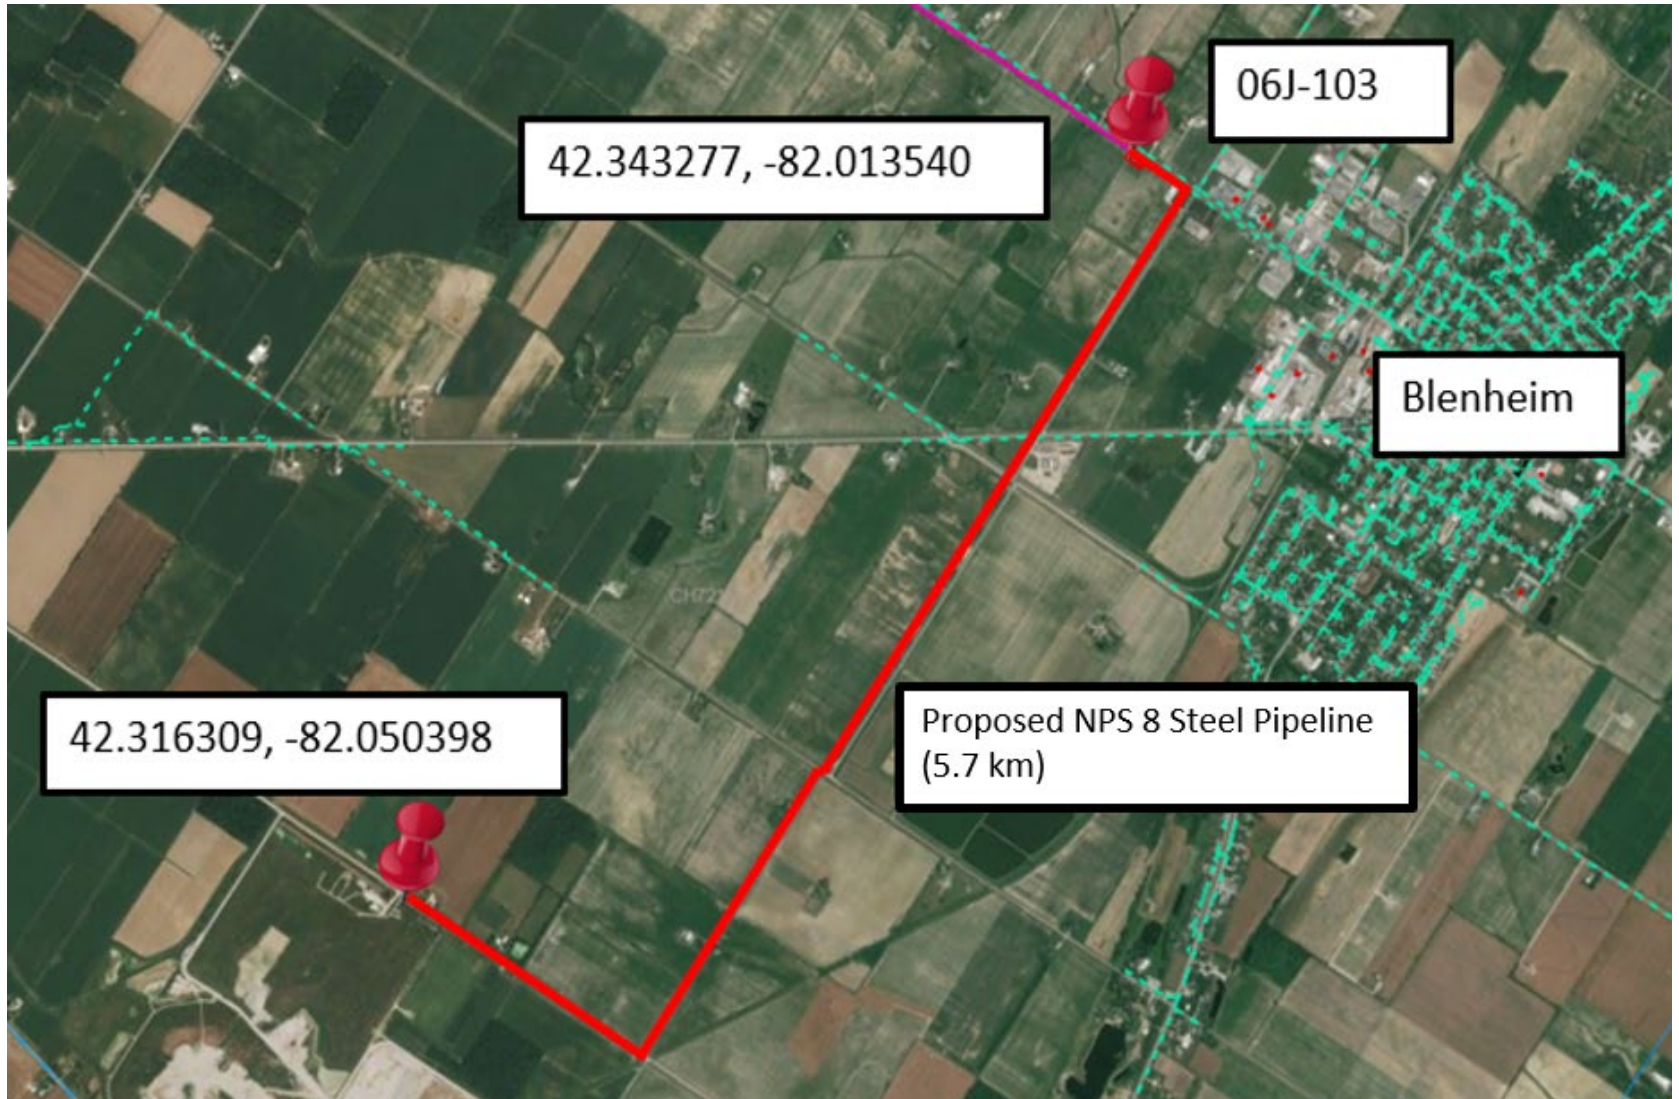 06J-103
42.343277, -82.013540
Blenheim
42.316309, -82.050398
Proposed NPS 8 Steel Pipeline
(5.7 km)